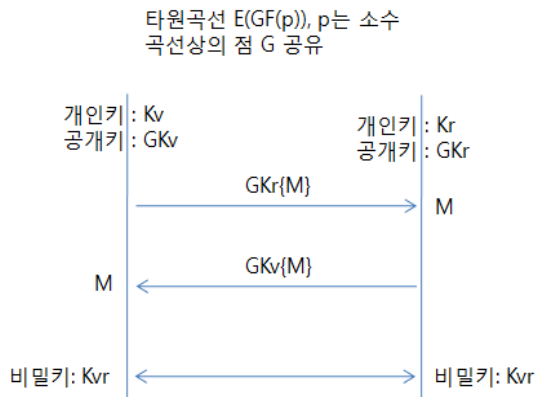 타원곡선 E(GF(p)), p는 소수
곡선상의 점 G 공유
개인키 : Kv
공개키 : GKv
개인키 : Kr
공개키 : GKr
GKr{M}
M
GKv{M}
M
비밀키: Kvr
비밀키: Kvr